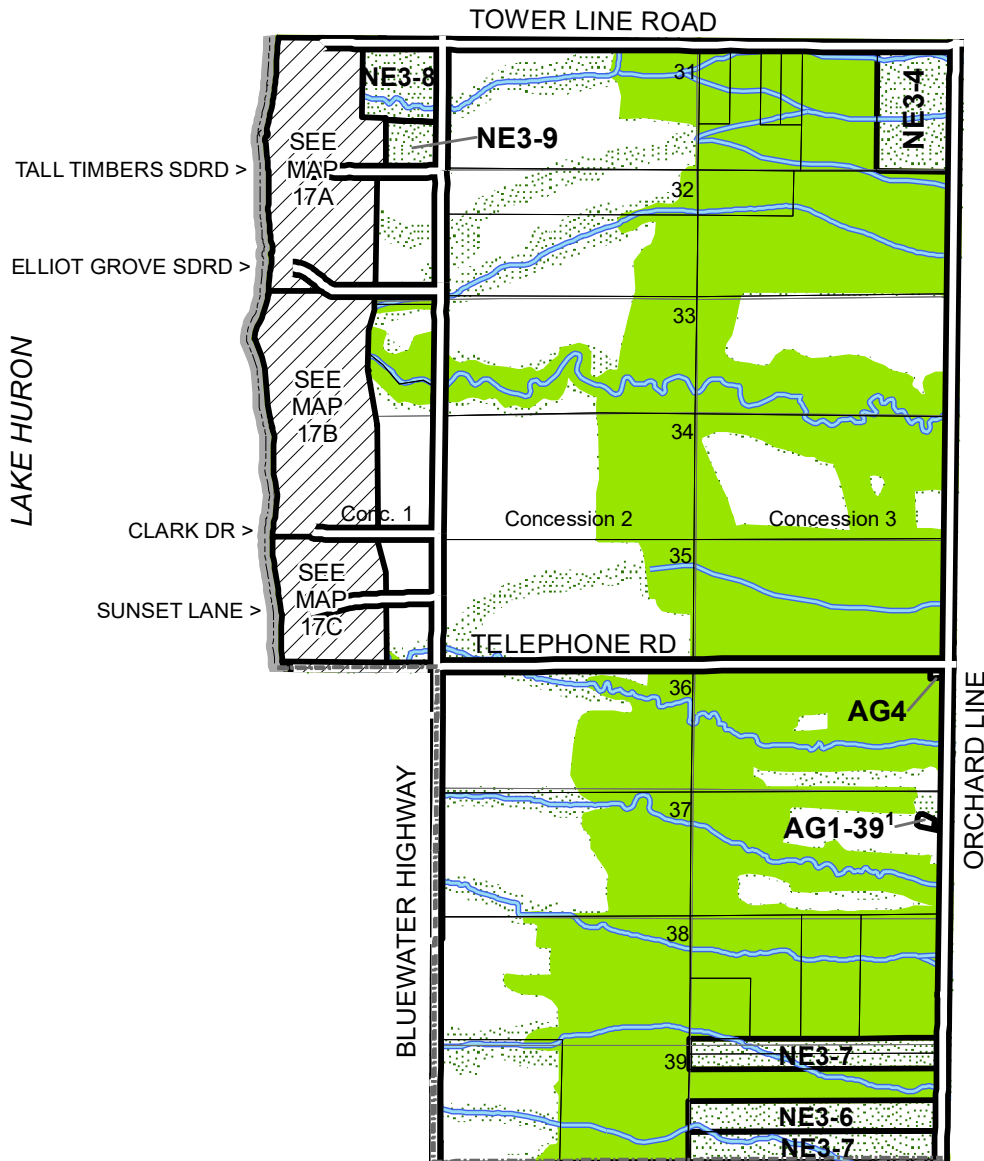 TOWER LINE ROAD
NE3-8
31
NE3-4
NE3-9
SEE
MAP
17A
TALL TIMBERS SDRD >
32
ELLIOT GROVE SDRD >
33
LAKE HURON
SEE
MAP
17B
34
Conc. 1
Concession 2
Concession 3
CLARK DR >
35
SEE
MAP
17C
SUNSET LANE >
TELEPHONE RD
36
AG4
ORCHARD LINE
BLUEWATER HIGHWAY
37
AG1-39¹
38
39
NE3-7
NE3-6
NE3-7